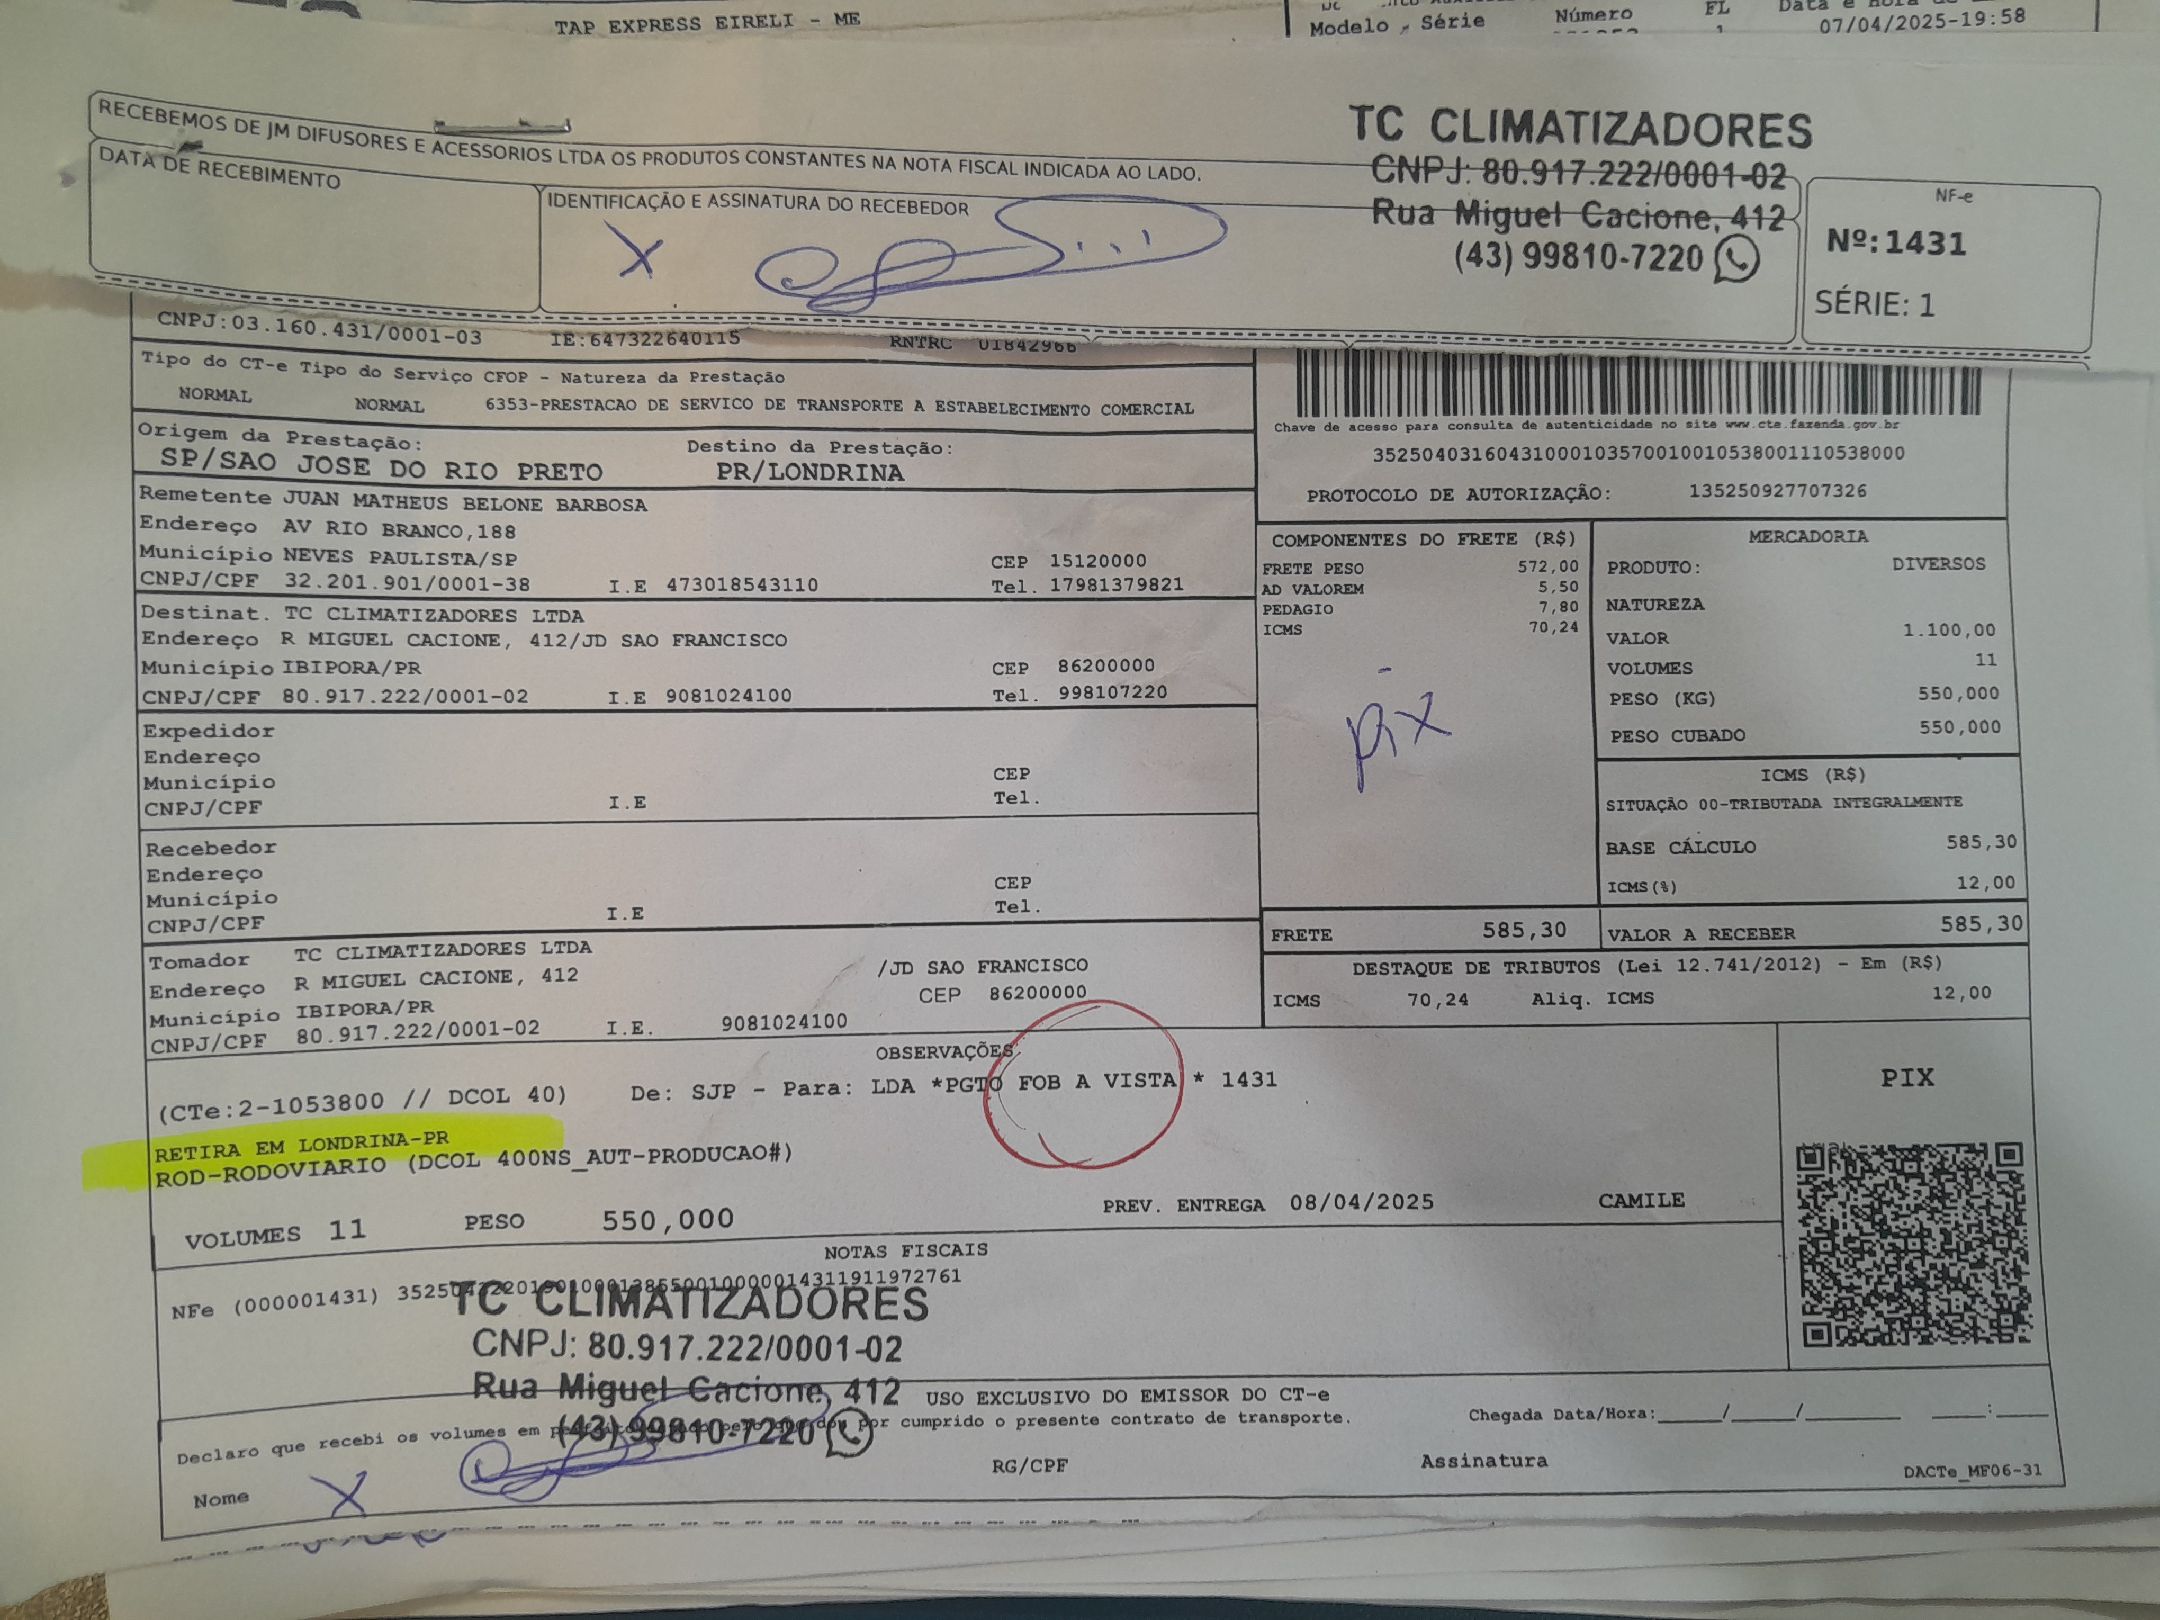 TAP EXPRESS EIRELI - ME
Modelo - Série Número FL
07/04/2025-19:58
RECEBEMOS DE JM DIFUSORES E ACESSORIOS LTDA OS PRODUTOS CONSTANTES NA NOTA FISCAL INDICADA AO LADO.
DATA DE RECEBIMENTO
IDENTIFICAÇÃO E ASSINATURA DO RECEBEDOR
X
TC CLIMATIZADORES
CNPJ: 80.917.222/0001-02
Rua Miguel Cacione, 412
(43) 99810-7220
NF-e
Nº: 1431
SÉRIE: 1
CNPJ:03.160.431/0001-03 IE:647322640115 RNTRC 01842966
Tipo do CT-e Tipo do Serviço CFOP - Natureza da Prestação
NORMAL NORMAL 6353-PRESTACAO DE SERVICO DE TRANSPORTE A ESTABELECIMENTO COMERCIAL
Origem da Prestação: Destino da Prestação:
SP/SAO JOSE DO RIO PRETO PR/LONDRINA
Remetente JUAN MATHEUS BELONE BARBOSA
Endereço AV RIO BRANCO,188
Município NEVES PAULISTA/SP CEP 15120000
CNPJ/CPF 32.201.901/0001-38 I.E 473018543110 Tel. 17981379821
Destinat. TC CLIMATIZADORES LTDA
Endereço R MIGUEL CACIONE, 412/JD SAO FRANCISCO
Município IBIPORA/PR CEP 86200000
CNPJ/CPF 80.917.222/0001-02 I.E 9081024100 Tel. 998107220
Expedidor
Endereço
Município CEP
CNPJ/CPF I.E Tel.
Recebedor
Endereço
Município CEP
CNPJ/CPF I.E Tel.
Tomador TC CLIMATIZADORES LTDA
Endereço R MIGUEL CACIONE, 412 /JD SAO FRANCISCO
Município IBIPORA/PR CEP 86200000
CNPJ/CPF 80.917.222/0001-02 I.E. 9081024100
Chave de acesso para consulta de autenticidade no site www.cte.fazenda.gov.br
35250403160431000103570010010538001110538000
PROTOCOLO DE AUTORIZAÇÃO: 135250927707326
COMPONENTES DO FRETE (R$)
FRETE PESO 572,00
AD VALOREM 5,50
PEDAGIO 7,80
ICMS 70,24
pix
MERCADORIA
PRODUTO: DIVERSOS
NATUREZA
VALOR 1.100,00
VOLUMES 11
PESO (KG) 550,000
PESO CUBADO 550,000
ICMS (R$)
SITUAÇÃO 00-TRIBUTADA INTEGRALMENTE
BASE CÁLCULO 585,30
ICMS(%) 12,00
FRETE 585,30 VALOR A RECEBER 585,30
DESTAQUE DE TRIBUTOS (Lei 12.741/2012) - Em (R$)
ICMS 70,24 Aliq. ICMS 12,00
OBSERVAÇÕES
(CTe:2-1053800 // DCOL 40) De: SJP - Para: LDA *PGTO FOB A VISTA * 1431
RETIRA EM LONDRINA-PR
ROD-RODOVIARIO (DCOL 400NS_AUT-PRODUCAO#)
VOLUMES 11 PESO 550,000 PREV. ENTREGA 08/04/2025 CAMILE
PIX
NOTAS FISCAIS
NFe (000001431)
TC CLIMATIZADORES
CNPJ: 80.917.222/0001-02
Rua Miguel Cacione, 412
(43) 99810-7220
USO EXCLUSIVO DO EMISSOR DO CT-e
Declaro que recebi os volumes em por cumprido o presente contrato de transporte.
Chegada Data/Hora:____/____/______ ___:___
Nome X RG/CPF Assinatura
DACTe_MF06-31